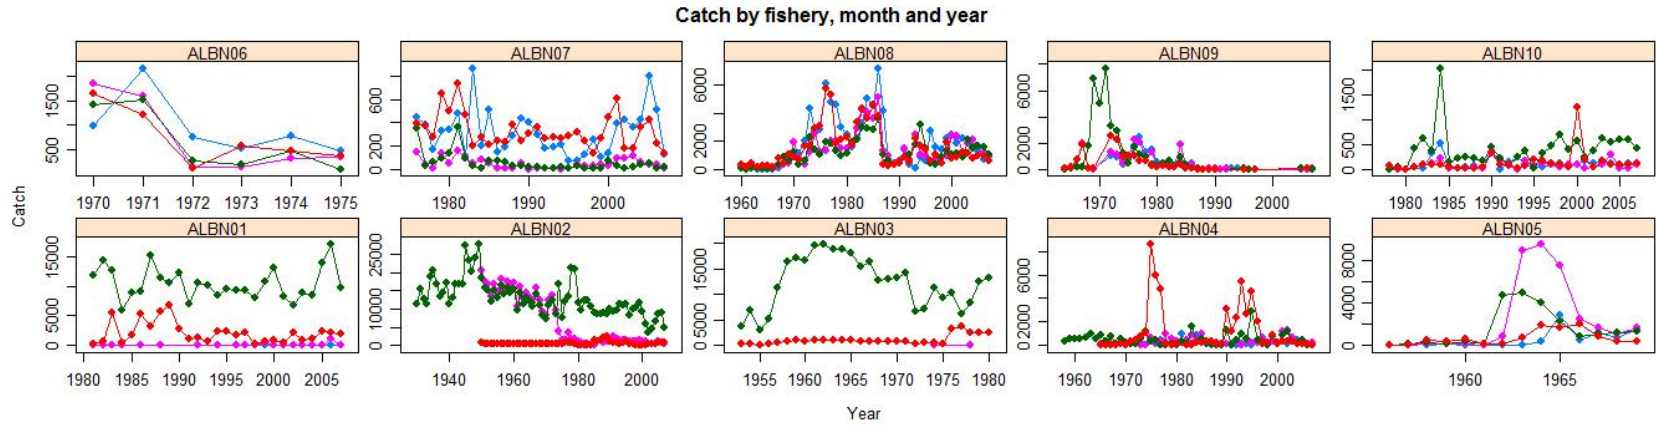 Catch by fishery, month and year
ALBN06 ALBN07 ALBN08 ALBN09 ALBN10
500 1500
0 200 600
0 2000 6000
0 2000 6000
0 500 1500
1970 1971 1972 1973 1974 1975
1980 1990 2000
1960 1970 1980 1990 2000
1970 1980 1990 2000
1980 1985 1990 1995 2000 2005
Catch
ALBN01 ALBN02 ALBN03 ALBN04 ALBN05
0 5000 15000
0 10000 25000
0 5000 15000
0 2000 6000
0 4000 8000
1980 1985 1990 1995 2000 2005
1940 1960 1980 2000
1955 1960 1965 1970 1975 1980
1960 1970 1980 1990 2000
1960 1965
Year